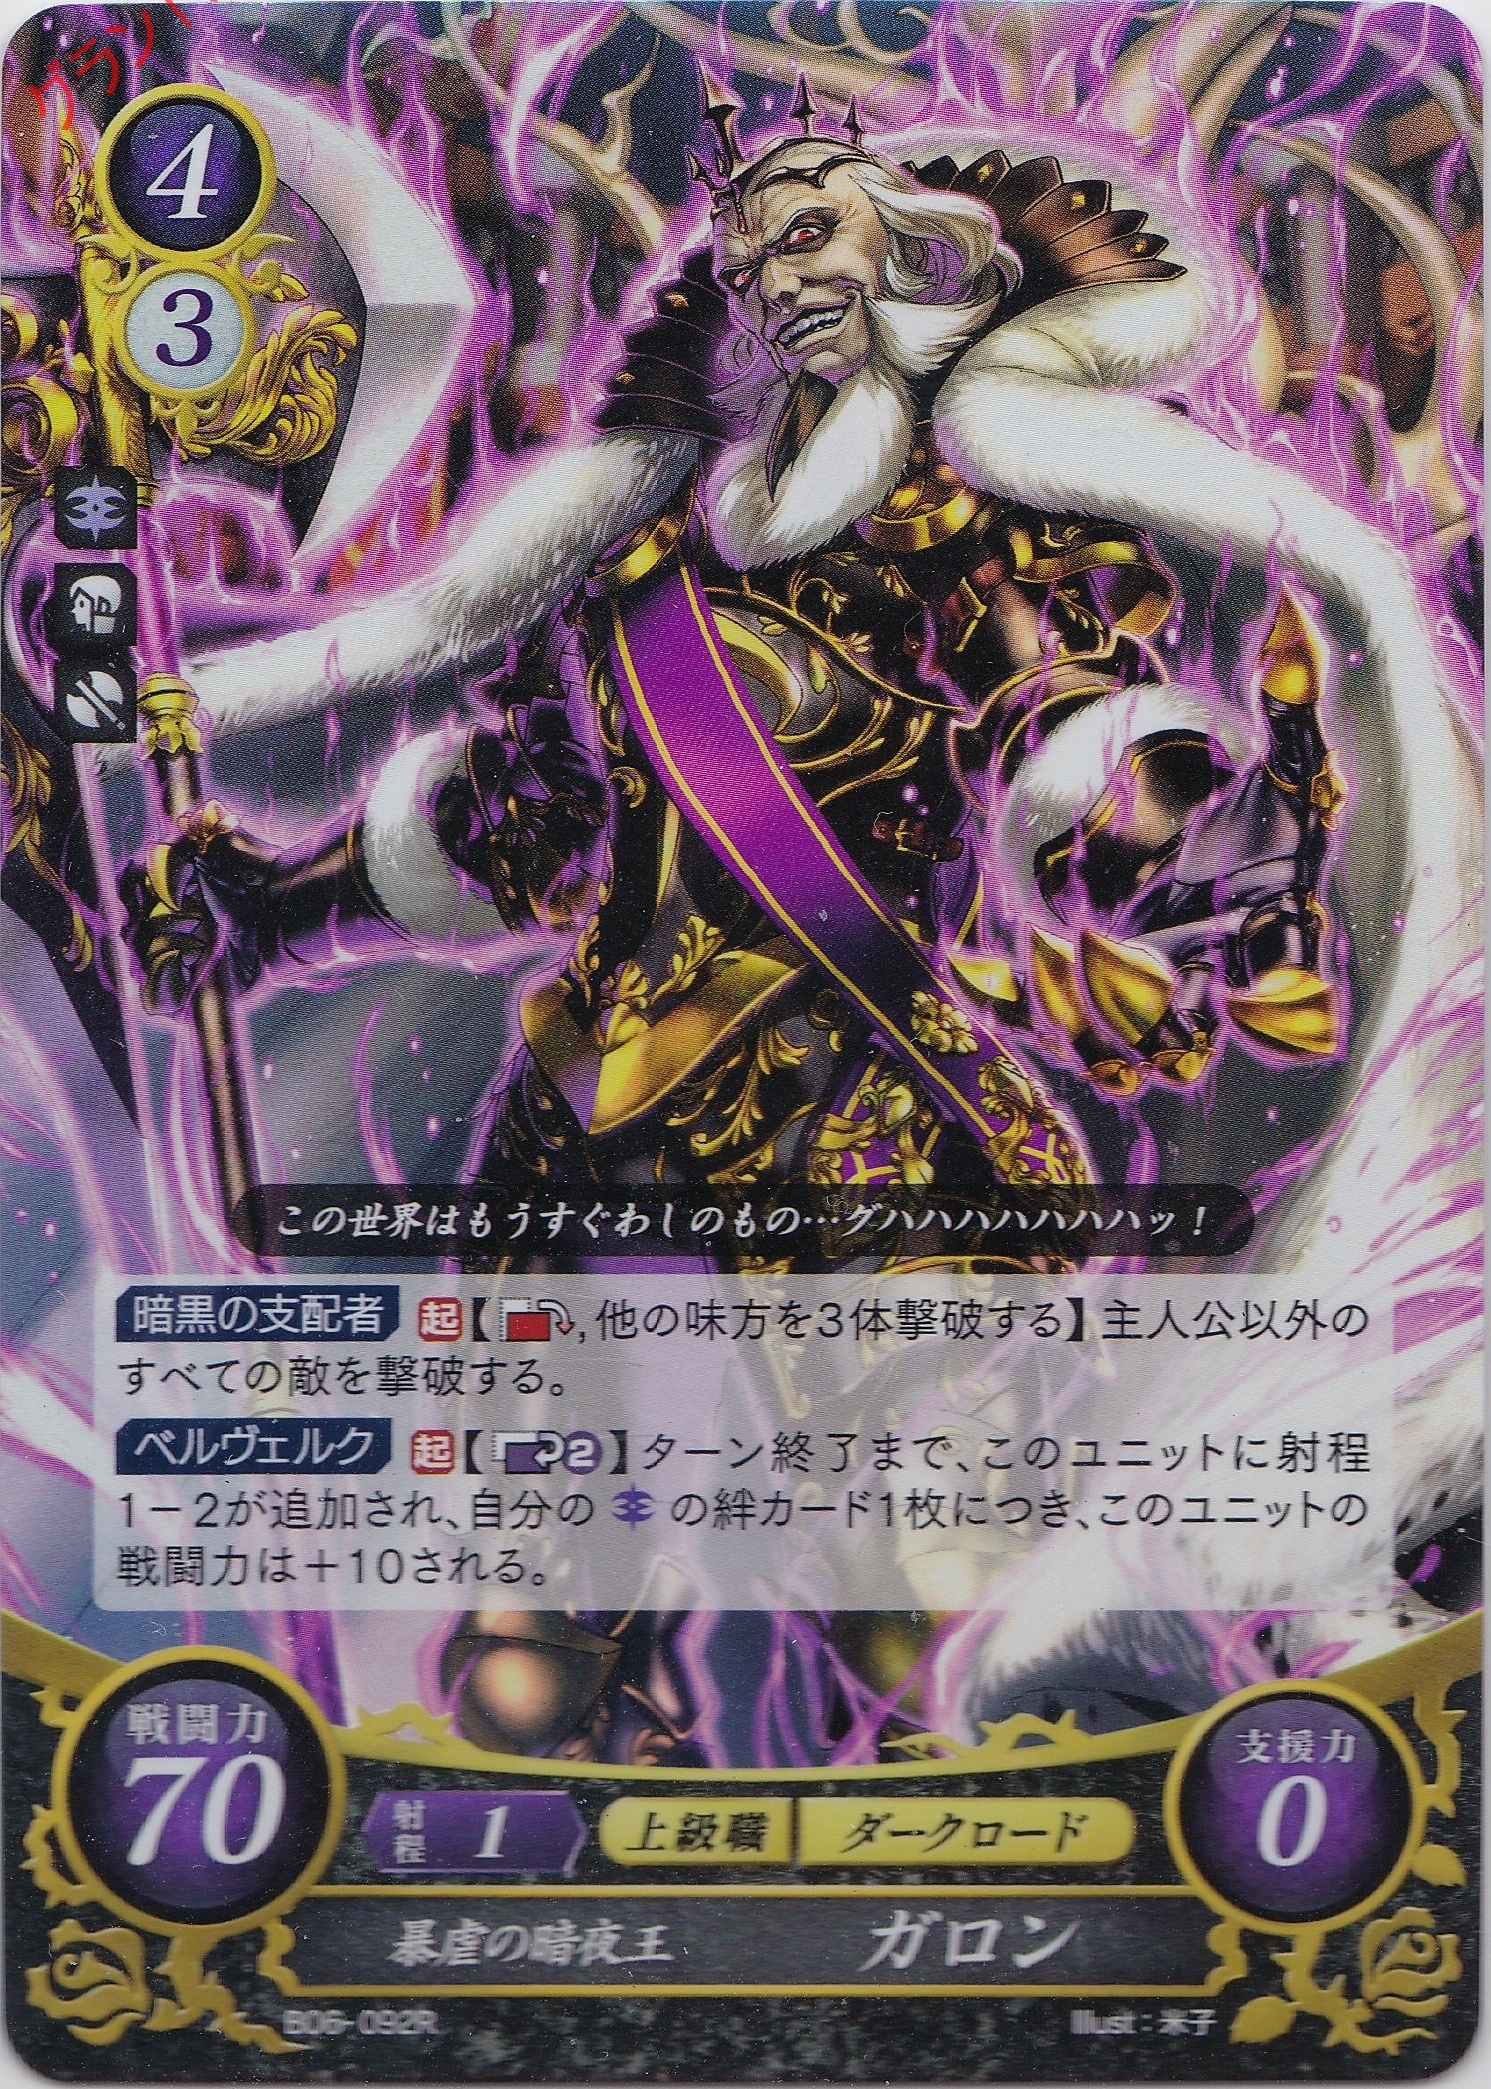 グラン
4
3
この世界はもうすぐわしのもの…グハハハハハハハッ！
暗黒の支配者 起【 ,他の味方を3体撃破する】主人公以外の
すべての敵を撃破する。
ベルヴェルク 起【 2】ターン終了まで、このユニットに射程
1－2が追加され、自分の の絆カード1枚につき、このユニットの
戦闘力は＋10される。
戦闘力
70
射程 1 上級職 ダークロード
支援力
0
暴虐の暗夜王 ガロン
B06-092R Illust：米子